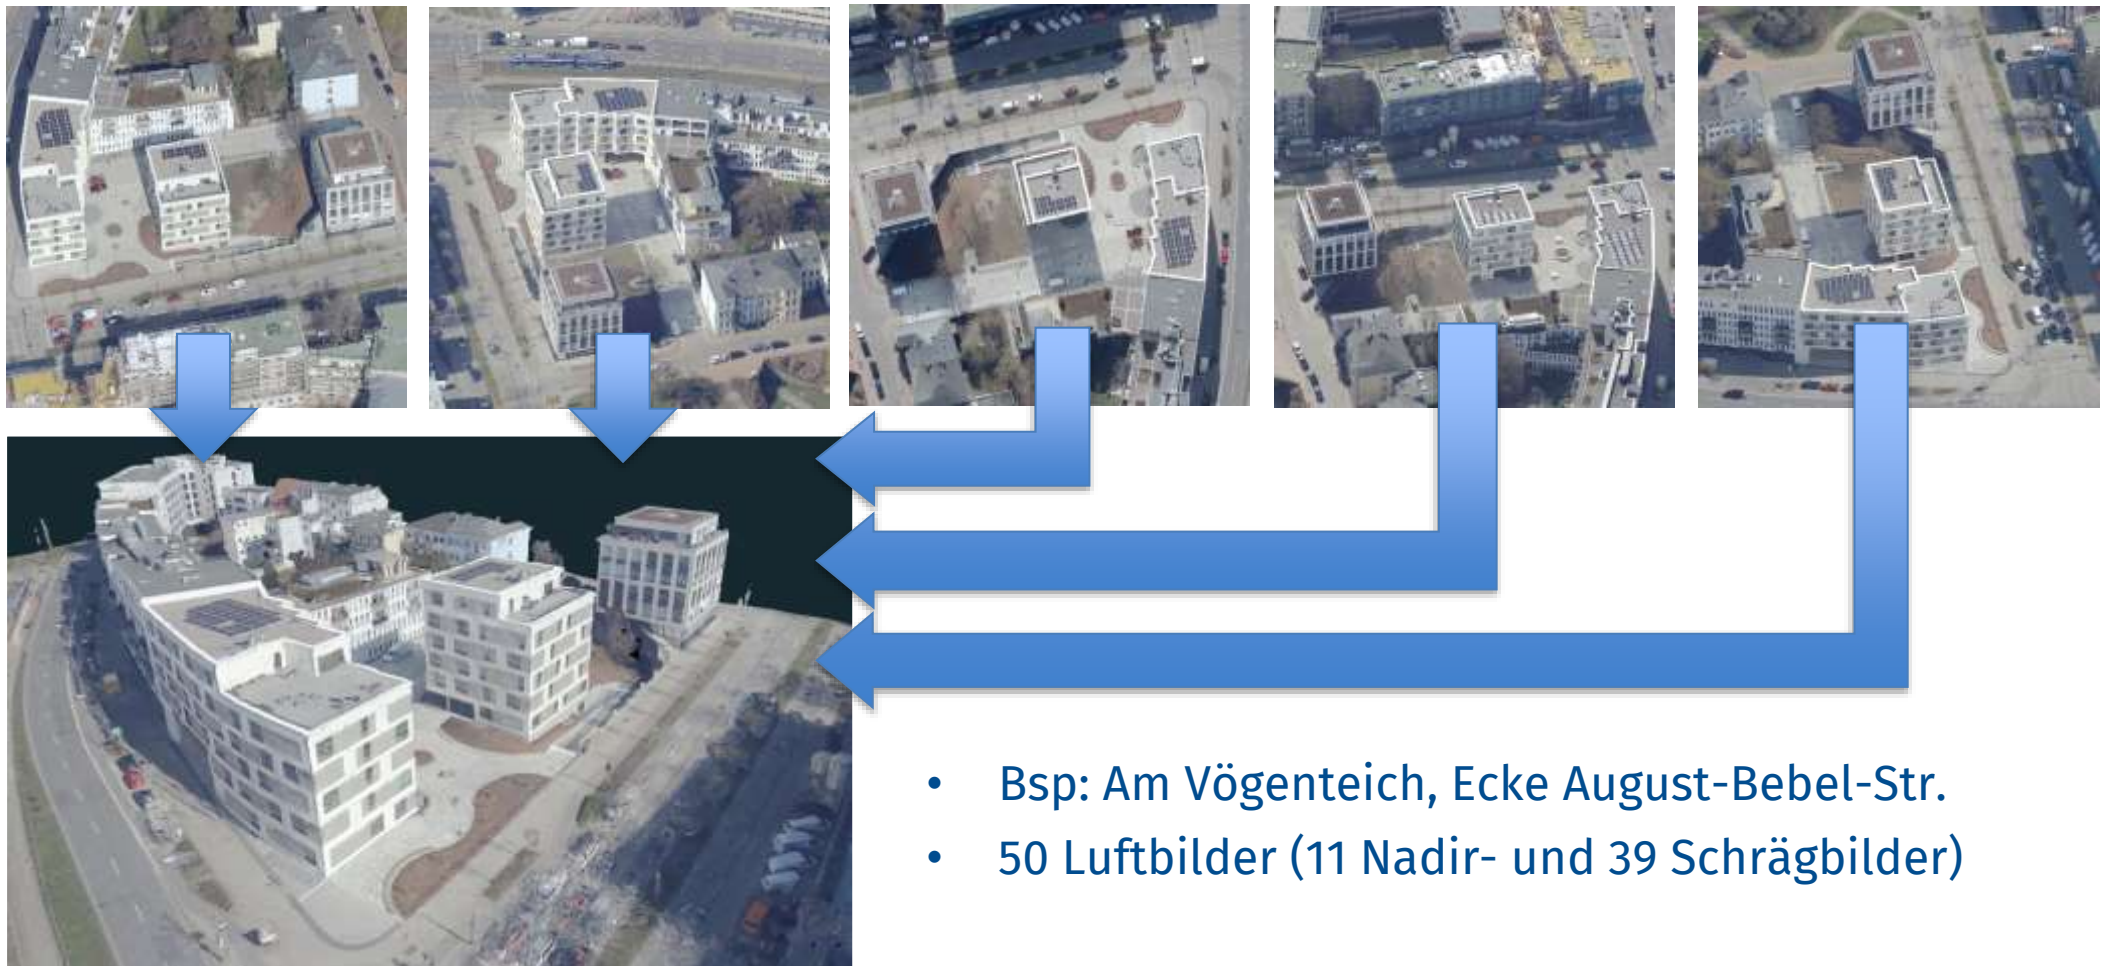 • Bsp: Am Vögenteich, Ecke August-Bebel-Str.
• 50 Luftbilder (11 Nadir- und 39 Schrägbilder)